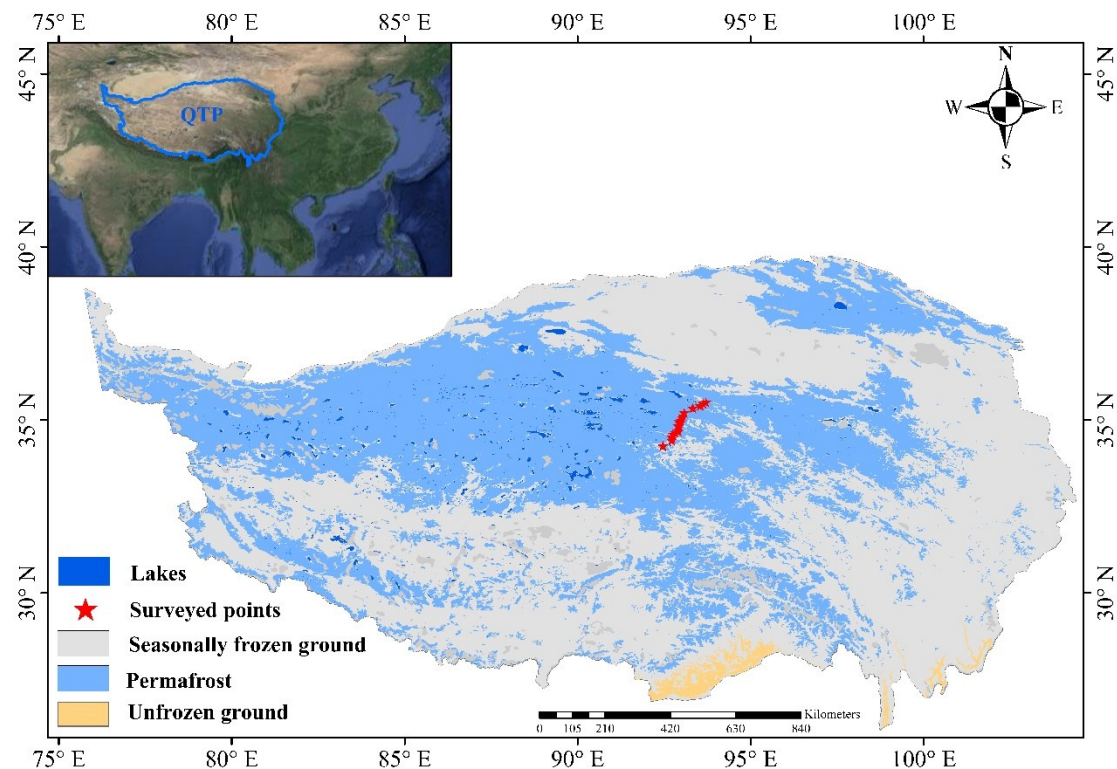 75° E 80° E 85° E 90° E 95° E 100° E
45° N
45° N
QTP
N
W E
S
40° N
40° N
35° N
35° N
30° N
30° N
Lakes
Surveyed points
Seasonally frozen ground
Permafrost
Unfrozen ground
Kilometers
0 105 210 420 630 840
75° E 80° E 85° E 90° E 95° E 100° E